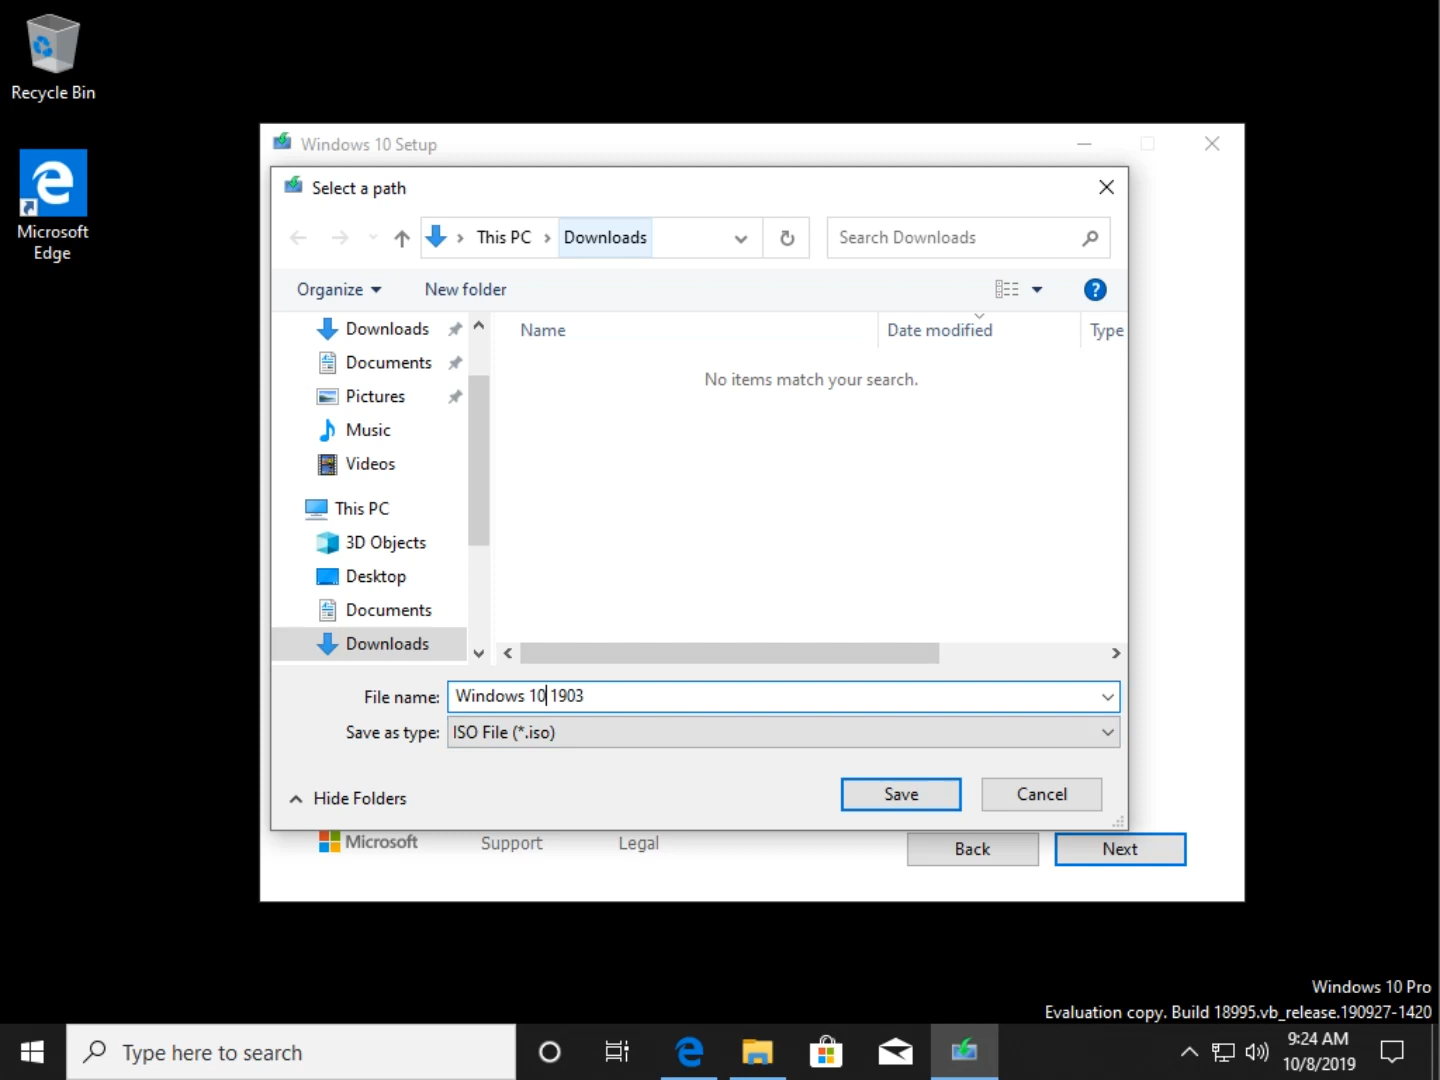 Recycle Bin
Microsoft
Edge
Windows 10 Setup
Select a path
This PC
Downloads
Search Downloads
Organize
New folder
?
Downloads
Documents
Pictures
Music
Videos
This PC
3D Objects
Desktop
Documents
Downloads
Name
Date modified
Type
No items match your search.
File name: Windows 10 1903
Save as type: ISO File (*.iso)
Hide Folders
Save
Cancel
Microsoft
Support
Legal
Back
Next
Windows 10 Pro
Evaluation copy. Build 18995.vb_release.190927-1420
Type here to search
9:24 AM
10/8/2019